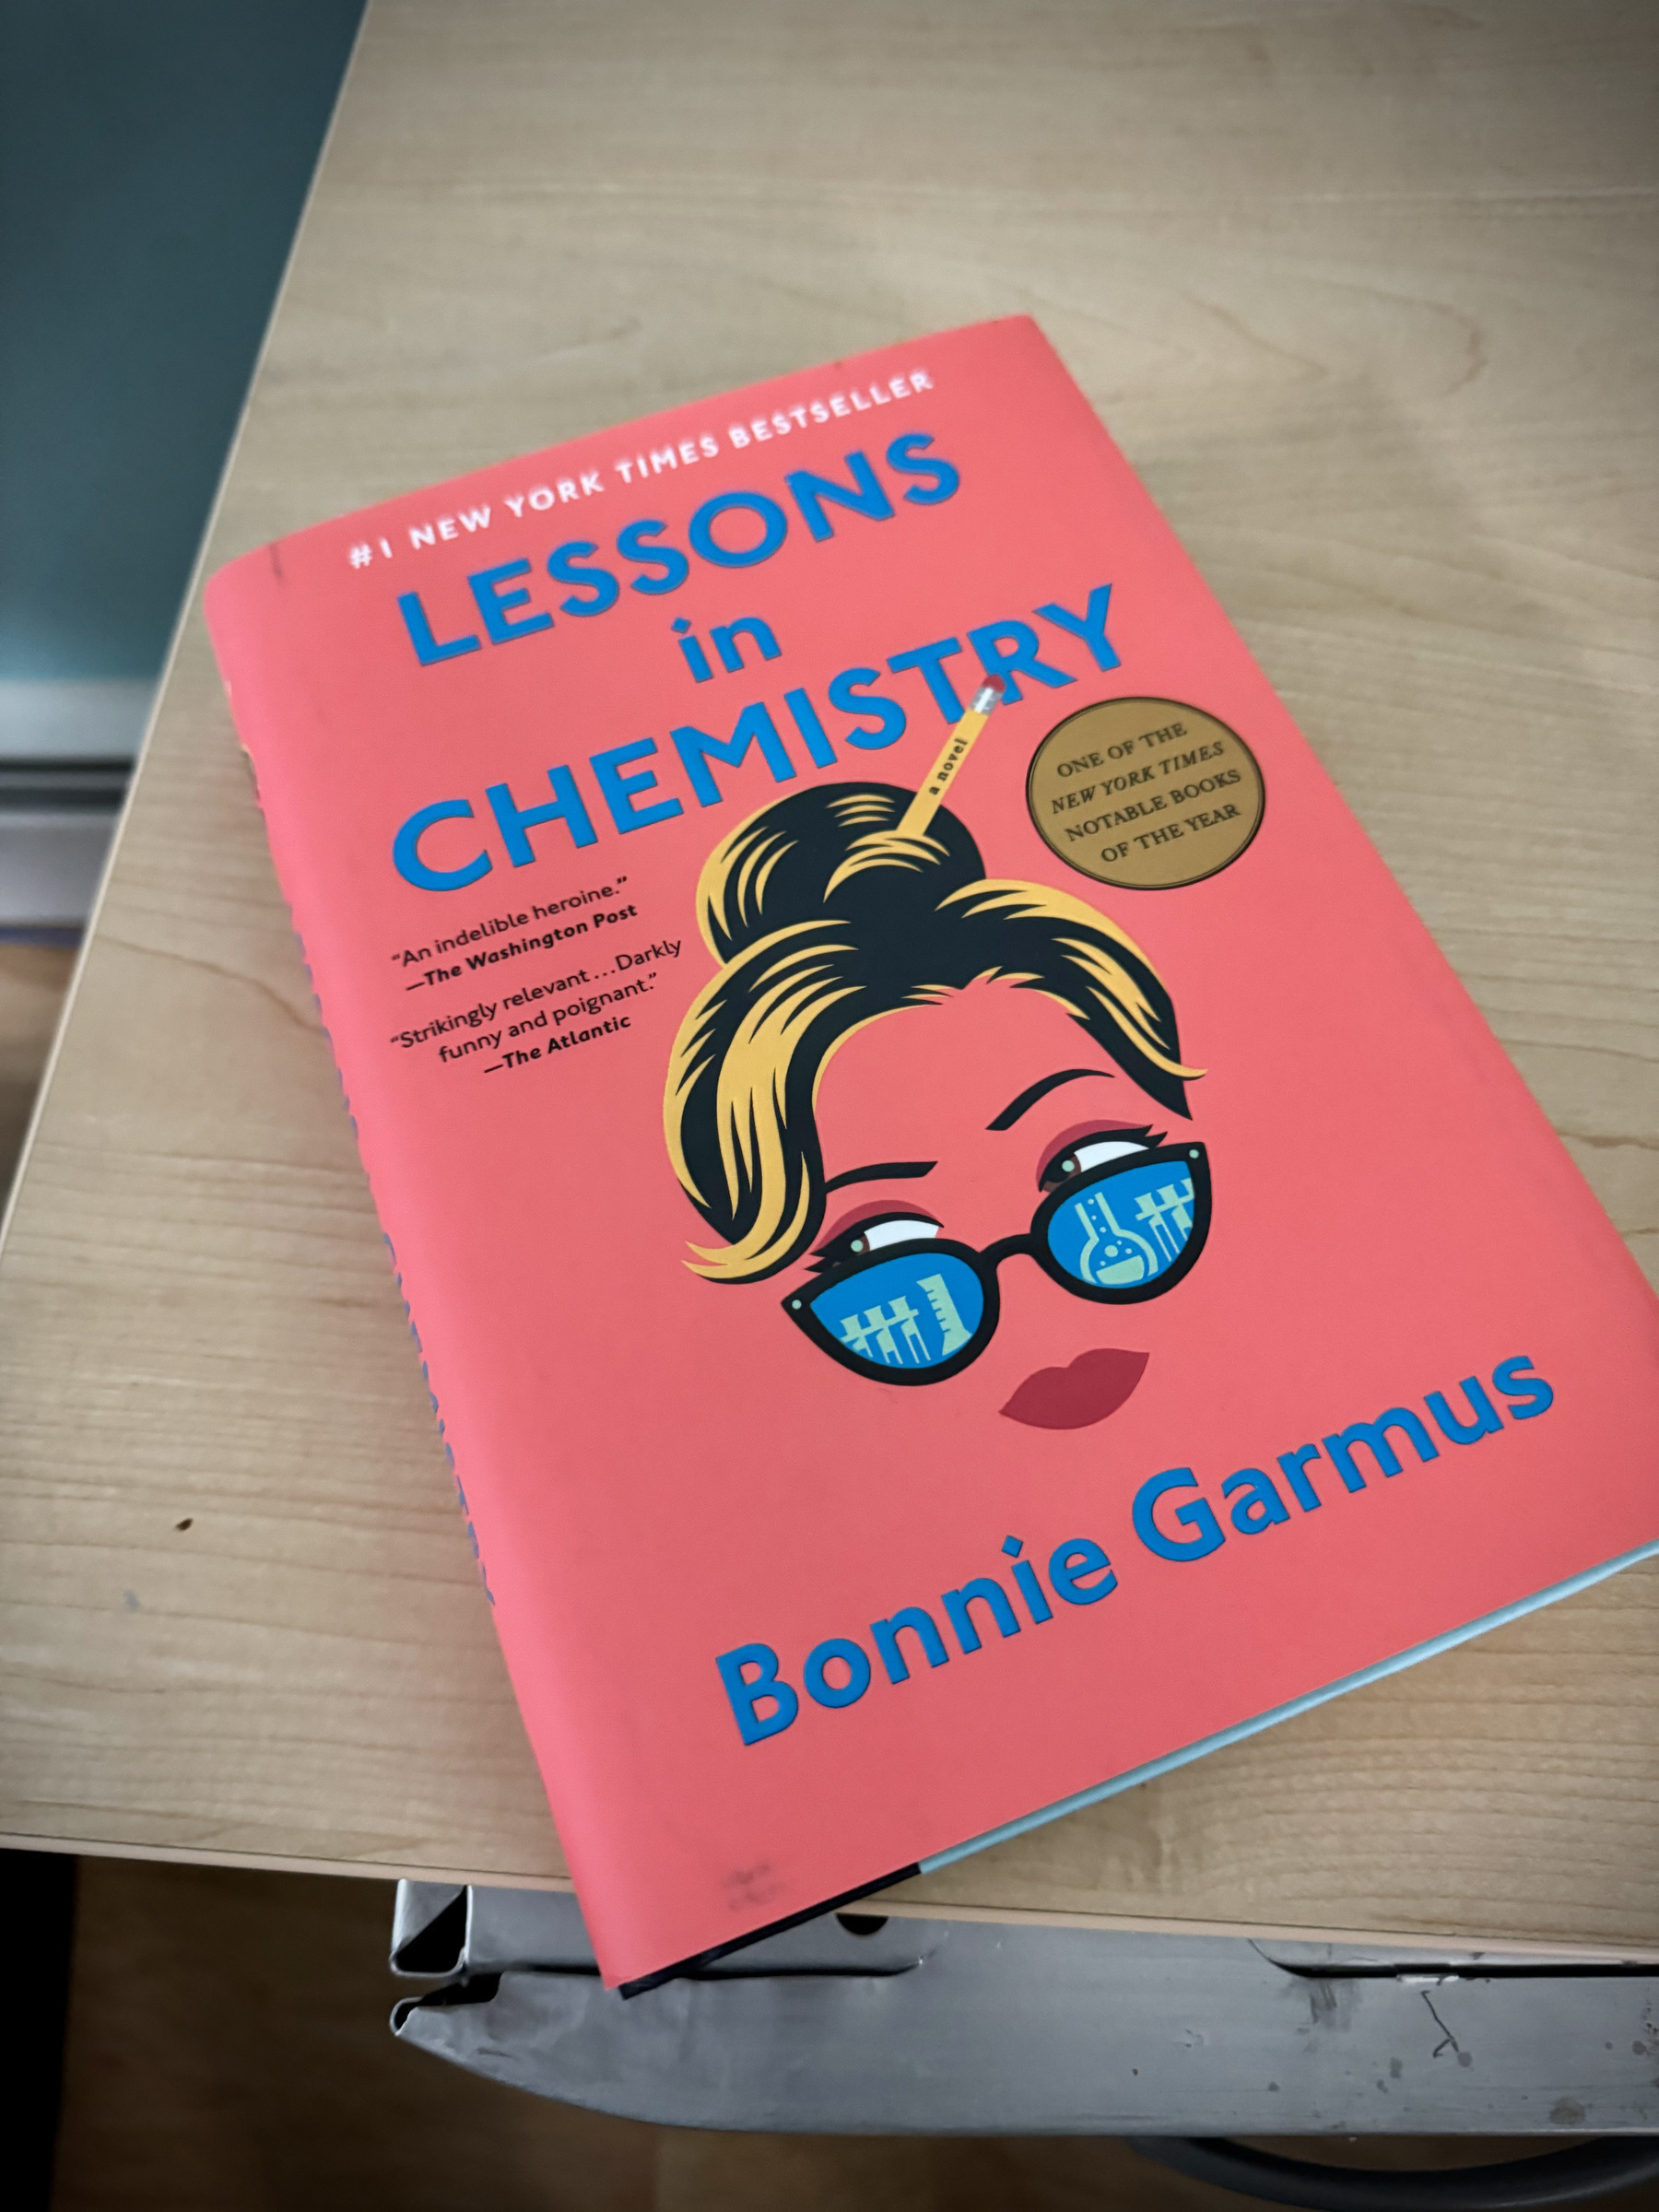 #1 NEW YORK TIMES BESTSELLER
LESSONS
in
CHEMISTRY
a novel
ONE OF THE
NEW YORK TIMES
NOTABLE BOOKS
OF THE YEAR
“An indelible heroine.”
—The Washington Post
“Strikingly relevant...Darkly
funny and poignant.”
—The Atlantic
Bonnie Garmus